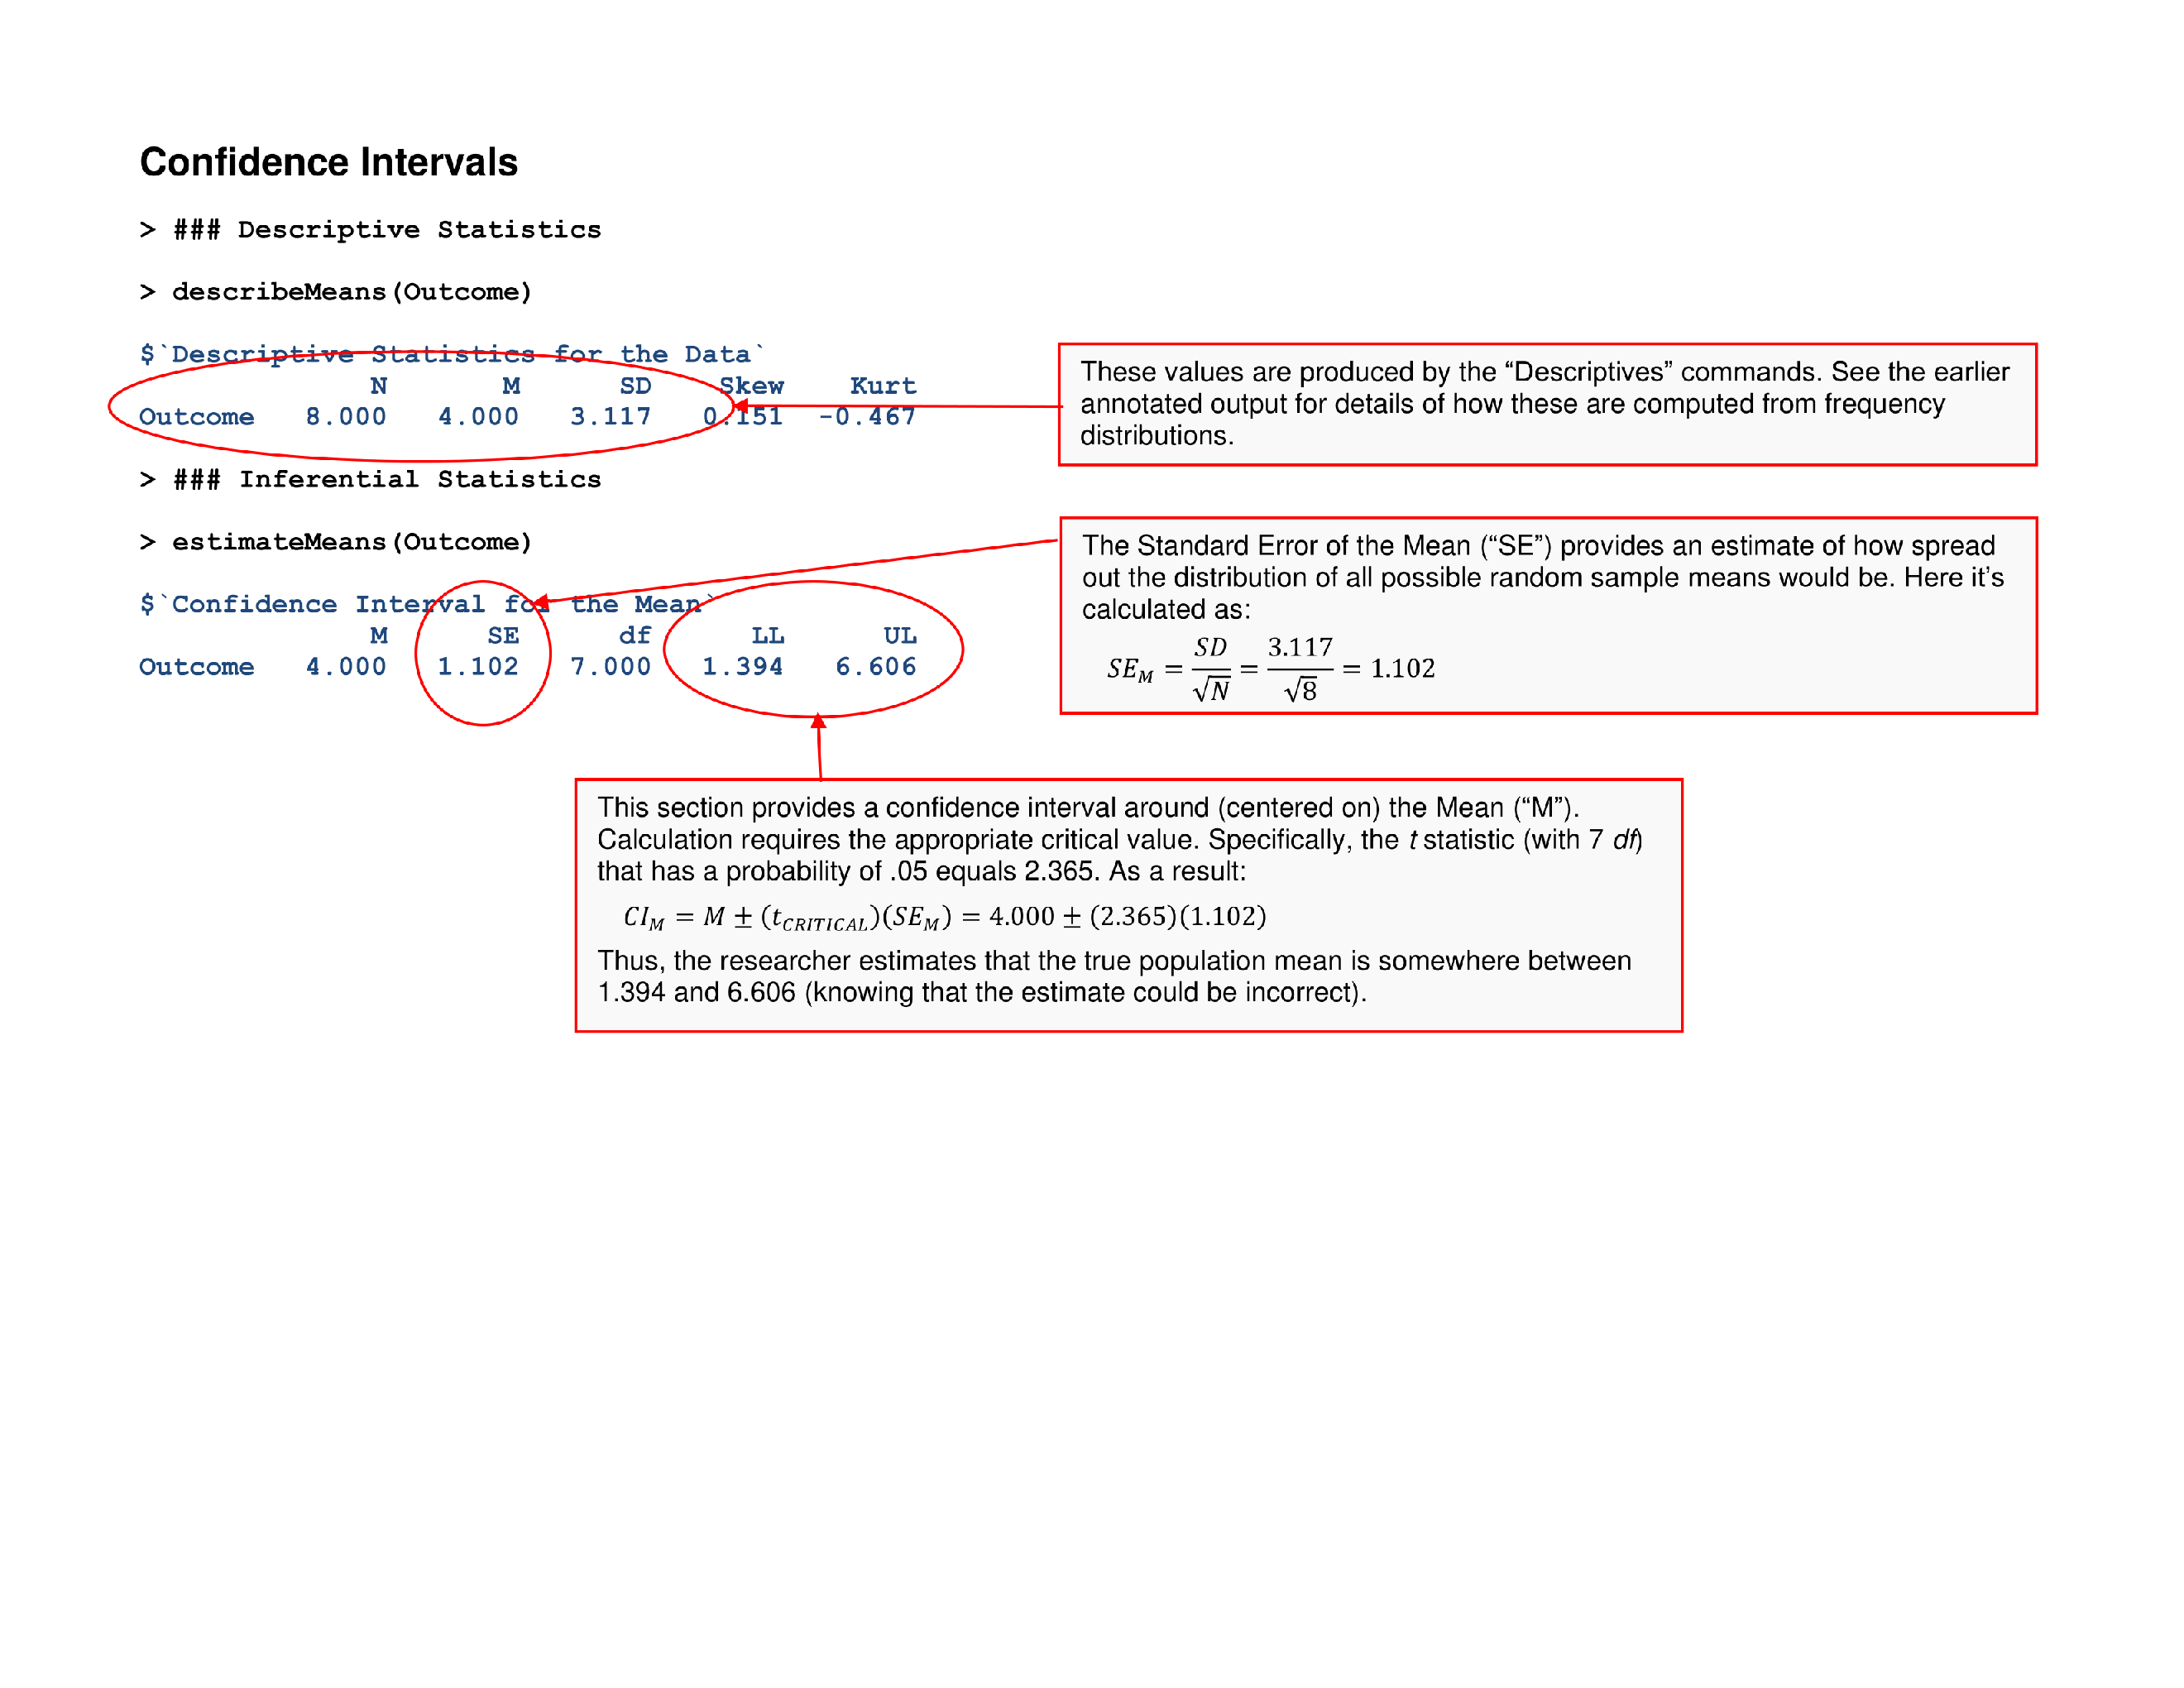 Confidence Intervals
> ### Descriptive Statistics
> describeMeans(Outcome)
$`Descriptive Statistics for the Data`
N M SD Skew Kurt
Outcome 8.000 4.000 3.117 0.151 -0.467
These values are produced by the “Descriptives” commands. See the earlier
annotated output for details of how these are computed from frequency
distributions.
> ### Inferential Statistics
> estimateMeans(Outcome)
$`Confidence Interval for the Mean`
M SE df LL UL
Outcome 4.000 1.102 7.000 1.394 6.606
The Standard Error of the Mean (“SE”) provides an estimate of how spread
out the distribution of all possible random sample means would be. Here it’s
calculated as:
SE_M = SD/√N = 3.117/√8 = 1.102
This section provides a confidence interval around (centered on) the Mean (“M”).
Calculation requires the appropriate critical value. Specifically, the t statistic (with 7 df)
that has a probability of .05 equals 2.365. As a result:
CI_M = M ± (t_CRITICAL)(SE_M) = 4.000 ± (2.365)(1.102)
Thus, the researcher estimates that the true population mean is somewhere between
1.394 and 6.606 (knowing that the estimate could be incorrect).